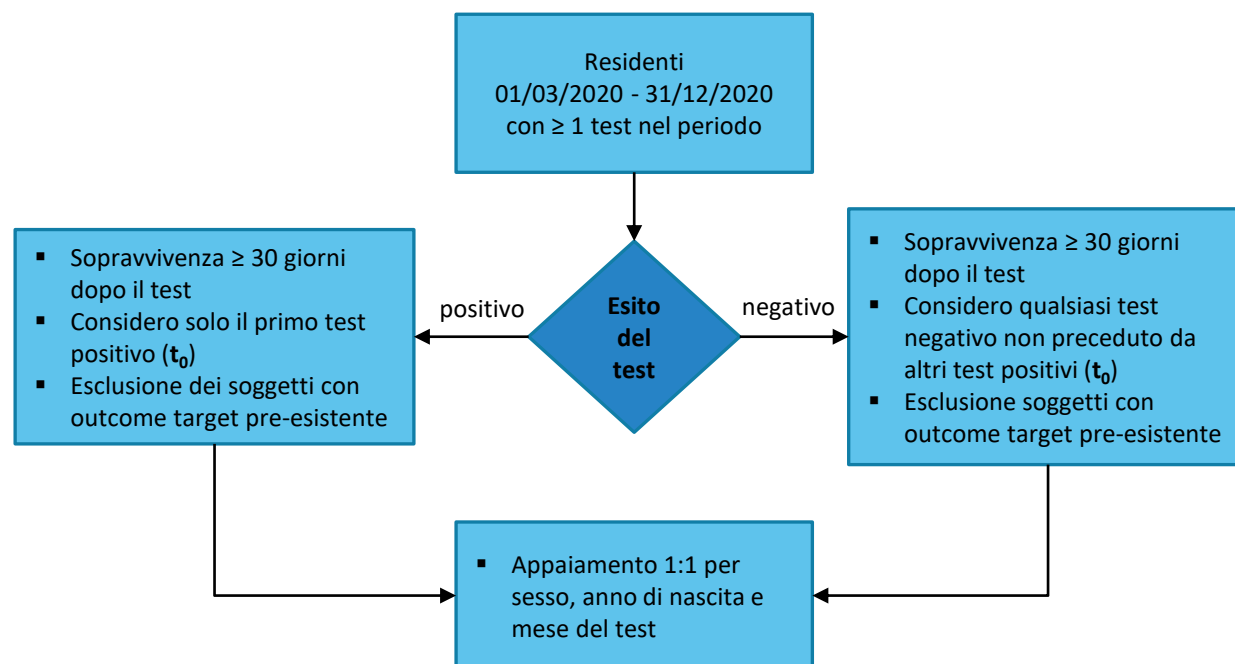 Residenti
01/03/2020 - 31/12/2020
con ≥ 1 test nel periodo
▪ Sopravvivenza ≥ 30 giorni
dopo il test
▪ Considero solo il primo test
positivo (t₀)
▪ Esclusione dei soggetti con
outcome target pre-esistente
positivo
Esito
del
test
negativo
▪ Sopravvivenza ≥ 30 giorni
dopo il test
▪ Considero qualsiasi test
negativo non preceduto da
altri test positivi (t₀)
▪ Esclusione soggetti con
outcome target pre-esistente
▪ Appaiamento 1:1 per
sesso, anno di nascita e
mese del test